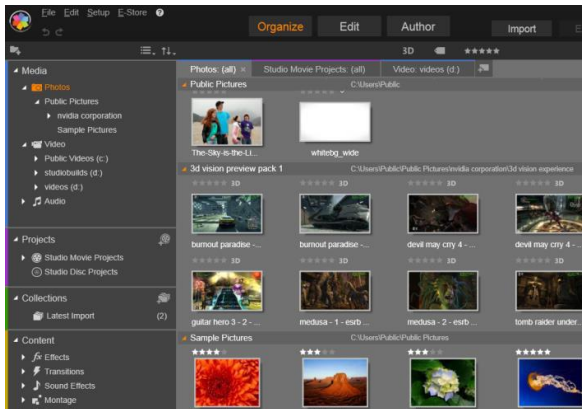 File Edit Setup E-Store ?
Organize Edit Author Import E
3D
Media
Photos
Public Pictures
nvidia corporation
Sample Pictures
Video
Public Videos (c:)
studiobuilds (d:)
videos (d:)
Audio
Projects
Studio Movie Projects
Studio Disc Projects
Collections
Latest Import (2)
Content
fx Effects
Transitions
Sound Effects
Montage
Photos: (all) × Studio Movie Projects: (all) Video: videos (d:)
Public Pictures C:\Users\Public
The-Sky-is-the-Li... whitebg_wide
3d vision preview pack 1 C:\Users\Public\Public Pictures\nvidia corporation\3d vision experience
3D 3D 3D 3D
burnout paradise -... burnout paradise -... devil may crry 4 -... devil may crry 4 -
3D 3D 3D 3D
guitar hero 3 - 2 -... medusa - 1 - esrb ... medusa - 2 - esrb ... tomb raider under
Sample Pictures C:\Users\Public\Public Pictures